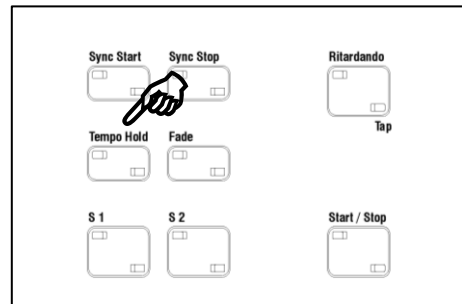 Sync Start Sync Stop Ritardando
Tap
Tempo Hold Fade
S 1 S 2 Start / Stop